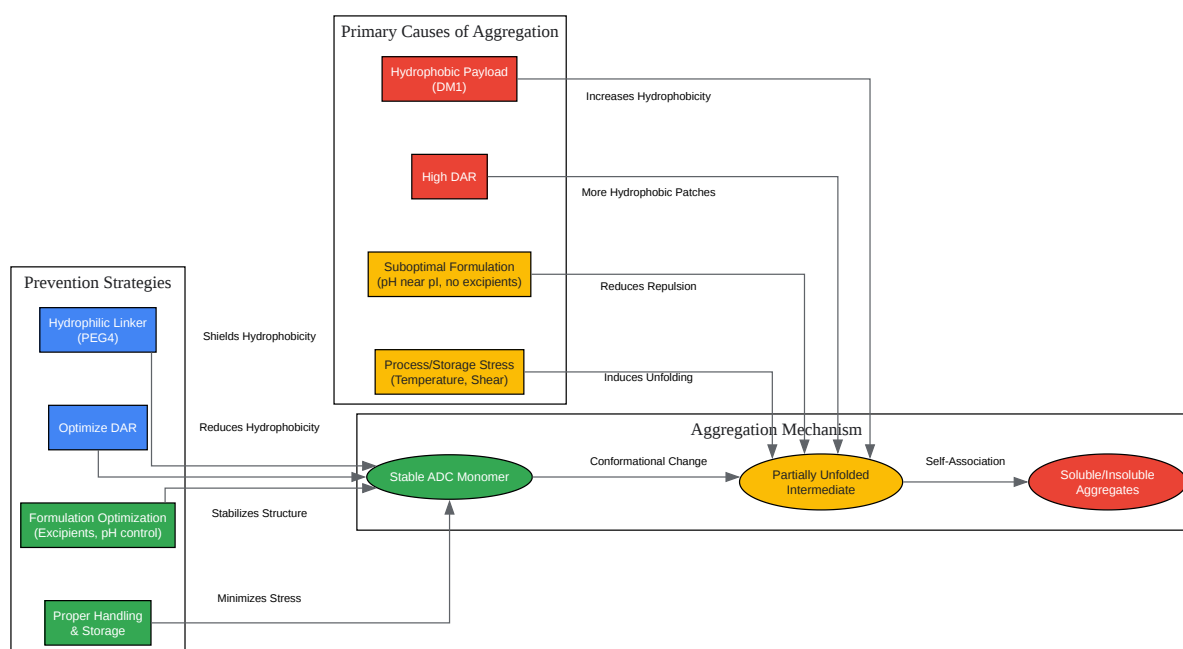 Primary Causes of Aggregation
Hydrophobic Payload
(DM1)
Increases Hydrophobicity
High DAR
More Hydrophobic Patches
Suboptimal Formulation
(pH near pI, no excipients)
Reduces Repulsion
Process/Storage Stress
(Temperature, Shear)
Induces Unfolding
Prevention Strategies
Hydrophilic Linker
(PEG4)
Shields Hydrophobicity
Optimize DAR
Reduces Hydrophobicity
Formulation Optimization
(Excipients, pH control)
Stabilizes Structure
Proper Handling
& Storage
Minimizes Stress
Aggregation Mechanism
Stable ADC Monomer
Conformational Change
Partially Unfolded
Intermediate
Self-Association
Soluble/Insoluble
Aggregates